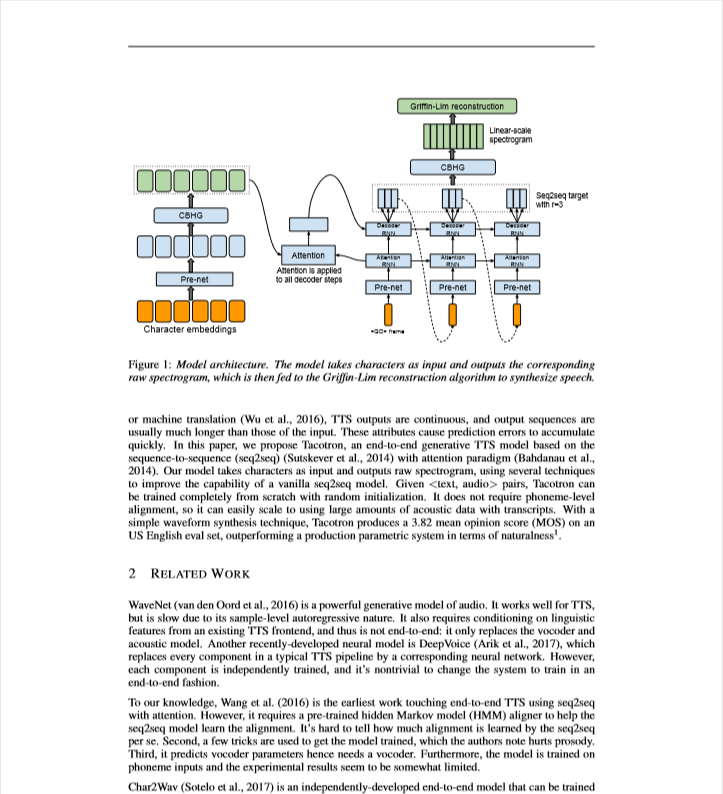 Griffin-Lim reconstruction
Linear-scale
spectrogram
CBHG
Seq2seq target
with r=3
CBHG
Decoder
RNN
Decoder
RNN
Decoder
RNN
Attention
Attention
RNN
Attention
RNN
Attention
RNN
Attention is applied
to all decoder steps
Pre-net
Pre-net
Pre-net
Pre-net
Character embeddings
<GO> frame
Figure 1: Model architecture. The model takes characters as input and outputs the corresponding
raw spectrogram, which is then fed to the Griffin-Lim reconstruction algorithm to synthesize speech.
or machine translation (Wu et al., 2016), TTS outputs are continuous, and output sequences are
usually much longer than those of the input. These attributes cause prediction errors to accumulate
quickly. In this paper, we propose Tacotron, an end-to-end generative TTS model based on the
sequence-to-sequence (seq2seq) (Sutskever et al., 2014) with attention paradigm (Bahdanau et al.,
2014). Our model takes characters as input and outputs raw spectrogram, using several techniques
to improve the capability of a vanilla seq2seq model. Given <text, audio> pairs, Tacotron can
be trained completely from scratch with random initialization. It does not require phoneme-level
alignment, so it can easily scale to using large amounts of acoustic data with transcripts. With a
simple waveform synthesis technique, Tacotron produces a 3.82 mean opinion score (MOS) on an
US English eval set, outperforming a production parametric system in terms of naturalness¹.
2 RELATED WORK
WaveNet (van den Oord et al., 2016) is a powerful generative model of audio. It works well for TTS,
but is slow due to its sample-level autoregressive nature. It also requires conditioning on linguistic
features from an existing TTS frontend, and thus is not end-to-end: it only replaces the vocoder and
acoustic model. Another recently-developed neural model is DeepVoice (Arik et al., 2017), which
replaces every component in a typical TTS pipeline by a corresponding neural network. However,
each component is independently trained, and it's nontrivial to change the system to train in an
end-to-end fashion.
To our knowledge, Wang et al. (2016) is the earliest work touching end-to-end TTS using seq2seq
with attention. However, it requires a pre-trained hidden Markov model (HMM) aligner to help the
seq2seq model learn the alignment. It's hard to tell how much alignment is learned by the seq2seq
per se. Second, a few tricks are used to get the model trained, which the authors note hurts prosody.
Third, it predicts vocoder parameters hence needs a vocoder. Furthermore, the model is trained on
phoneme inputs and the experimental results seem to be somewhat limited.
Char2Wav (Sotelo et al., 2017) is an independently-developed end-to-end model that can be trained